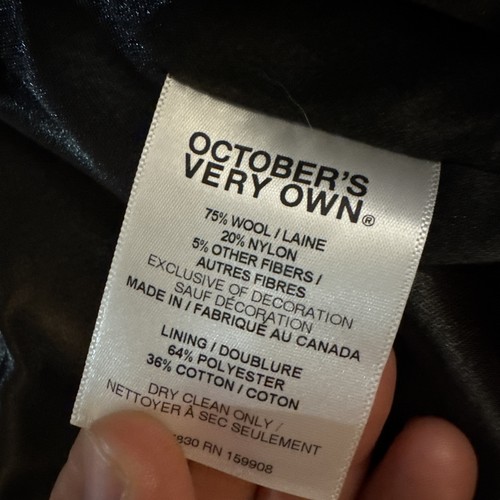 OCTOBER'S
VERY OWN®
75% WOOL / LAINE
20% NYLON
5% OTHER FIBERS /
AUTRES FIBRES
EXCLUSIVE OF DECORATION
SAUF DÉCORATION
MADE IN / FABRIQUÉ AU CANADA
LINING / DOUBLURE
64% POLYESTER
36% COTTON / COTON
DRY CLEAN ONLY /
NETTOYER À SEC SEULEMENT
RN 159908